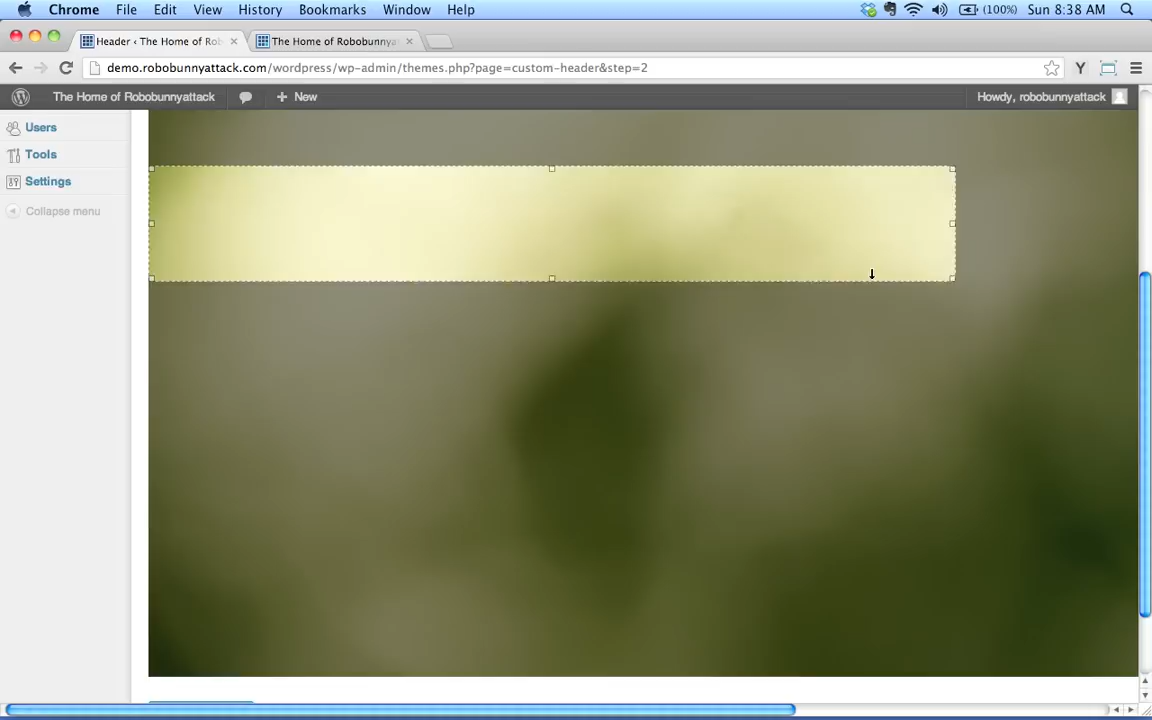 Chrome File Edit View History Bookmarks Window Help (100%) Sun 8:38 AM
Header ‹ The Home of Rob The Home of Robobunnya
demo.robobunnyattack.com/wordpress/wp-admin/themes.php?page=custom-header&step=2
The Home of Robobunnyattack + New Howdy, robobunnyattack
Users
Tools
Settings
Collapse menu